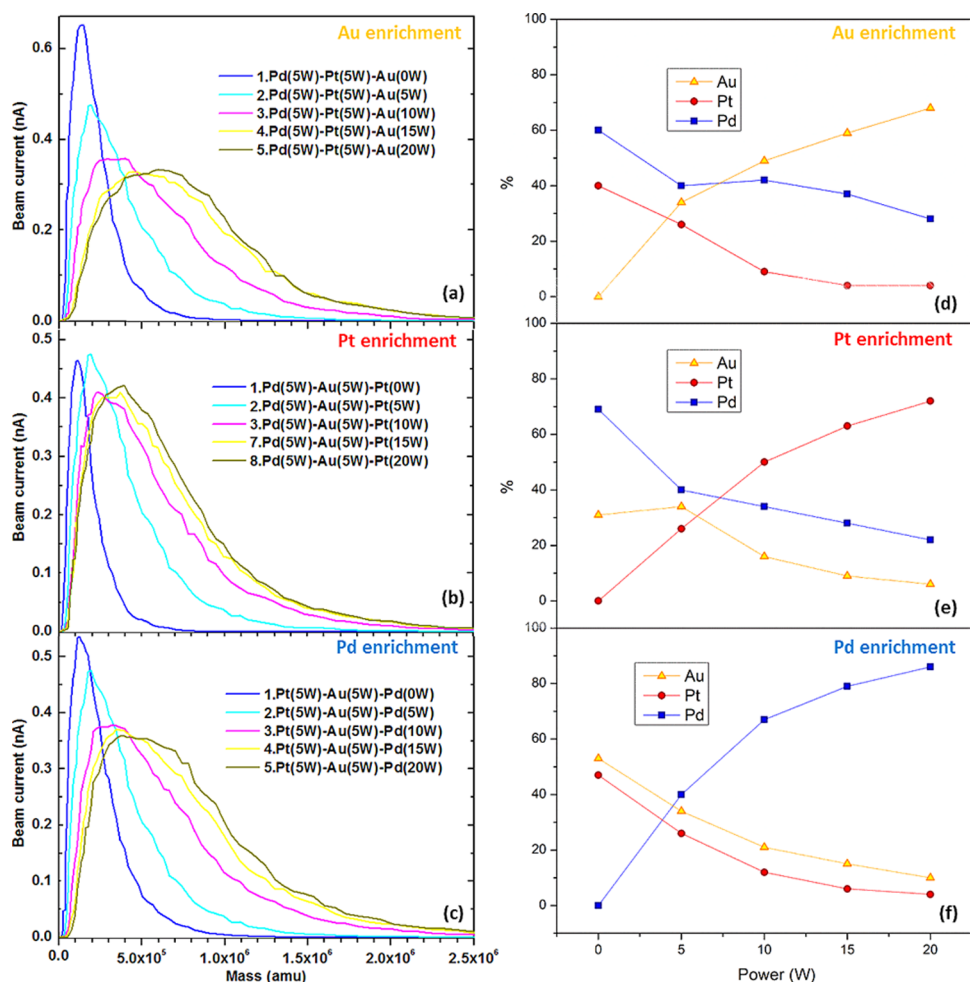 Au enrichment
0.6
0.4
0.2
0.0
Beam current (nA)
1.Pd(5W)-Pt(5W)-Au(0W)
2.Pd(5W)-Pt(5W)-Au(5W)
3.Pd(5W)-Pt(5W)-Au(10W)
4.Pd(5W)-Pt(5W)-Au(15W)
5.Pd(5W)-Pt(5W)-Au(20W)
(a)
Pt enrichment
0.5
0.4
0.3
0.2
0.1
0.0
Beam current (nA)
1.Pd(5W)-Au(5W)-Pt(0W)
2.Pd(5W)-Au(5W)-Pt(5W)
3.Pd(5W)-Au(5W)-Pt(10W)
7.Pd(5W)-Au(5W)-Pt(15W)
8.Pd(5W)-Au(5W)-Pt(20W)
(b)
Pd enrichment
0.5
0.4
0.3
0.2
0.1
0.0
Beam current (nA)
1.Pt(5W)-Au(5W)-Pd(0W)
2.Pt(5W)-Au(5W)-Pd(5W)
3.Pt(5W)-Au(5W)-Pd(10W)
4.Pt(5W)-Au(5W)-Pd(15W)
5.Pt(5W)-Au(5W)-Pd(20W)
(c)
0.0 5.0x10⁵ 1.0x10⁶ 1.5x10⁶ 2.0x10⁶ 2.5x10⁶
Mass (amu)
Au enrichment
100
80
60
40
20
0
%
Au
Pt
Pd
(d)
Pt enrichment
100
80
60
40
20
0
%
Au
Pt
Pd
(e)
Pd enrichment
100
80
60
40
20
0
Au
Pt
Pd
(f)
0 5 10 15 20
Power (W)